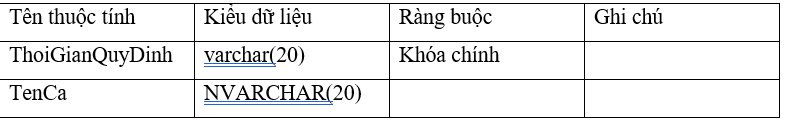 Tên thuộc tính Kiểu dữ liệu Ràng buộc Ghi chú
ThoiGianQuyDinh varchar(20) Khóa chính
TenCa NVARCHAR(20)